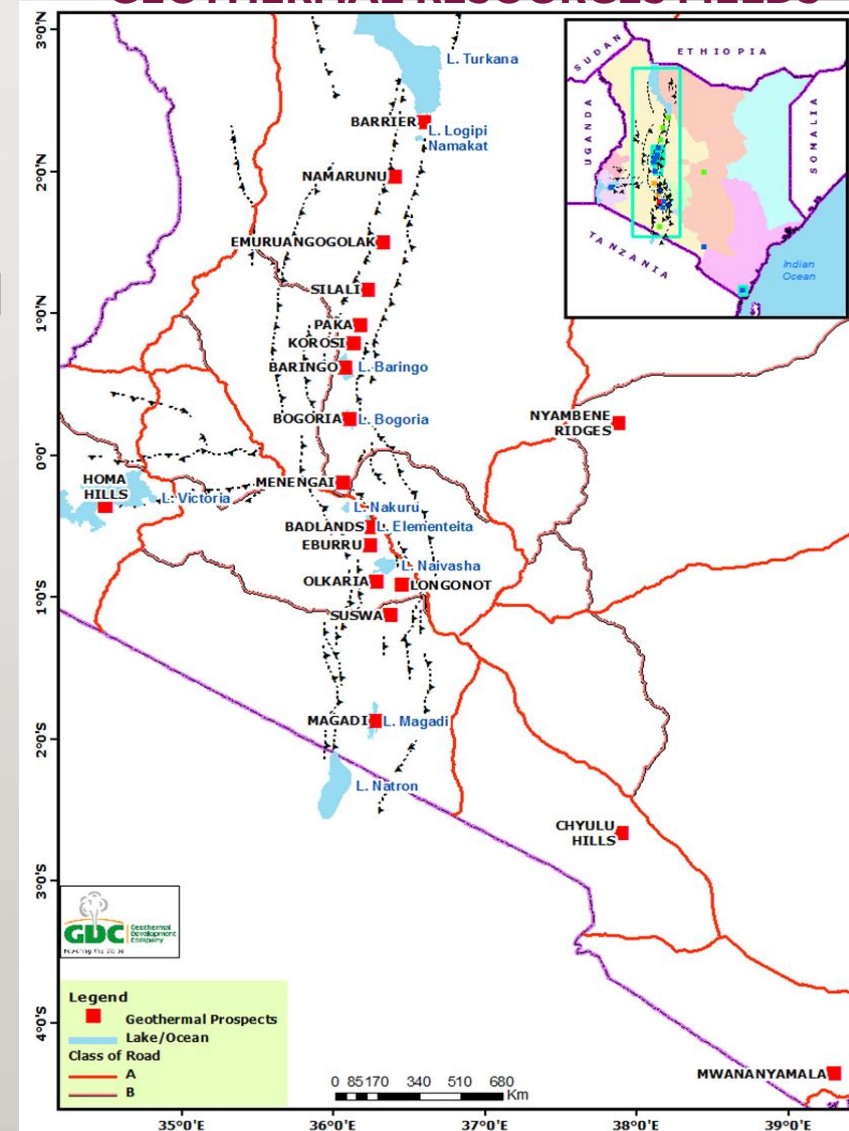 GEOTHERMAL RESOURCES FIELDS
3°0'N
2°0'N
1°0'N
0°0'
1°0'S
2°0'S
3°0'S
4°0'S
L. Turkana
BARRIER
L. Logipi
Namakat
NAMARUNU
EMURUANGOGOLAK
SILALI
PAKA
KOROSI
BARINGO
L. Baringo
BOGORIA
L. Bogoria
NYAMBENE
RIDGES
MENENGAI
HOMA
HILLS
L. Victoria
L. Nakuru
BADLANDS
L. Elementeita
EBURRU
L. Naivasha
OLKARIA
LONGONOT
SUSWA
MAGADI
L. Magadi
L. Natron
CHYULU
HILLS
MWANANYAMALA
SUDAN
ETHIOPIA
UGANDA
SOMALIA
TANZANIA
Indian
Ocean
GDC
Geothermal
Development
Company
Legend
Geothermal Prospects
Lake/Ocean
Class of Road
A
B
0 85170 340 510 680
Km
35°0'E
36°0'E
37°0'E
38°0'E
39°0'E